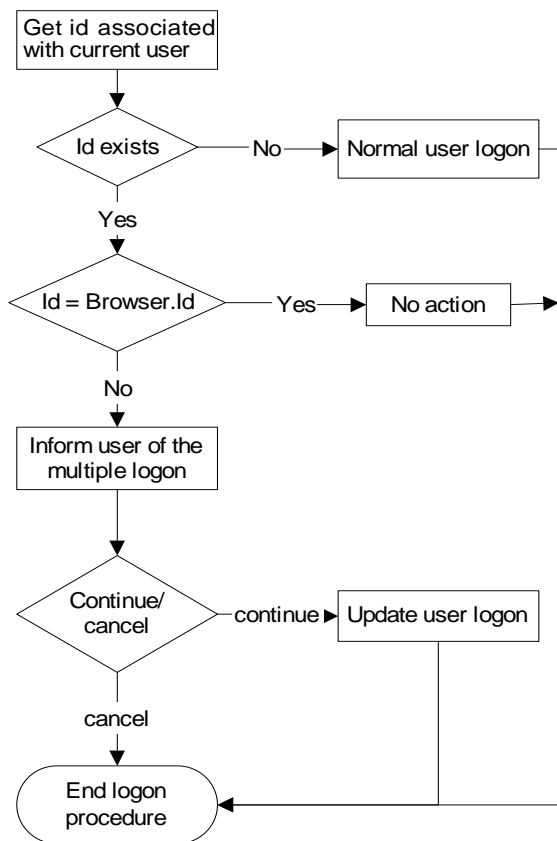 Get id associated
with current user
Id exists
No
Normal user logon
Yes
Id = Browser.Id
Yes
No action
No
Inform user of the
multiple logon
Continue/
cancel
continue
Update user logon
cancel
End logon
procedure